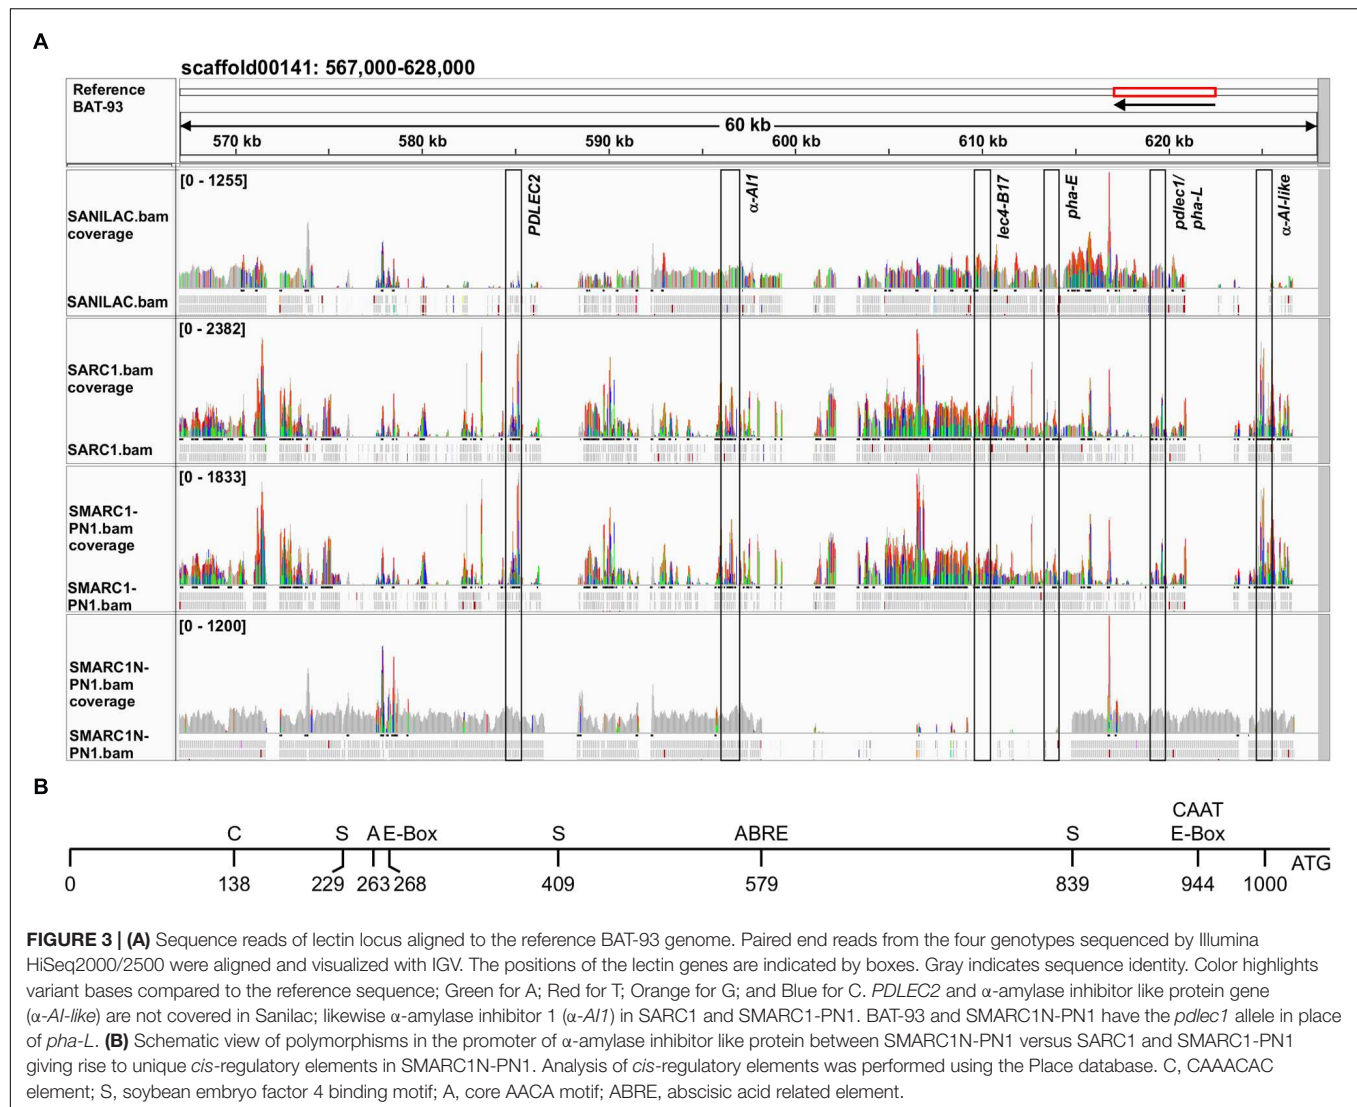 A
scaffold00141: 567,000-628,000
Reference
BAT-93
60 kb
570 kb 580 kb 590 kb 600 kb 610 kb 620 kb
[0 - 1255]
SANILAC.bam
coverage
SANILAC.bam
PDLEC2
α-AI1
lec4-B17
pha-E
pdlec1/
pha-L
α-AI-like
[0 - 2382]
SARC1.bam
coverage
SARC1.bam
[0 - 1833]
SMARC1-
PN1.bam
coverage
SMARC1-
PN1.bam
[0 - 1200]
SMARC1N-
PN1.bam
coverage
SMARC1N-
PN1.bam
B
CAAT
C S A E-Box S ABRE S E-Box
ATG
0 138 229 263 268 409 579 839 944 1000
FIGURE 3 | (A) Sequence reads of lectin locus aligned to the reference BAT-93 genome. Paired end reads from the four genotypes sequenced by Illumina
HiSeq2000/2500 were aligned and visualized with IGV. The positions of the lectin genes are indicated by boxes. Gray indicates sequence identity. Color highlights
variant bases compared to the reference sequence; Green for A; Red for T; Orange for G; and Blue for C. PDLEC2 and α-amylase inhibitor like protein gene
(α-AI-like) are not covered in Sanilac; likewise α-amylase inhibitor 1 (α-AI1) in SARC1 and SMARC1-PN1. BAT-93 and SMARC1N-PN1 have the pdlec1 allele in place
of pha-L. (B) Schematic view of polymorphisms in the promoter of α-amylase inhibitor like protein between SMARC1N-PN1 versus SARC1 and SMARC1-PN1
giving rise to unique cis-regulatory elements in SMARC1N-PN1. Analysis of cis-regulatory elements was performed using the Place database. C, CAAACAC
element; S, soybean embryo factor 4 binding motif; A, core AACA motif; ABRE, abscisic acid related element.